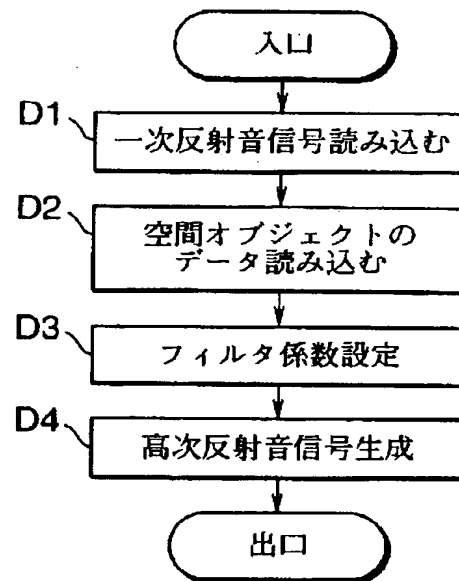 入口
D1
一次反射音信号読み込む
D2
空間オブジェクトの
データ読み込む
D3
フィルタ係数設定
D4
高次反射音信号生成
出口